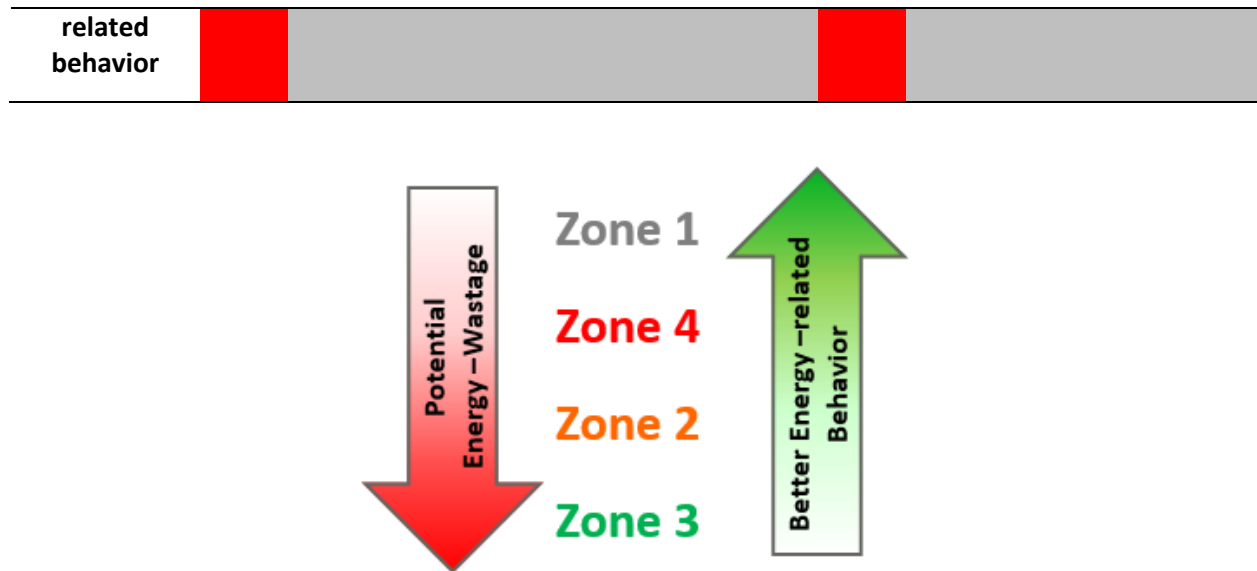 related
behavior
Potential
Energy –Wastage
Zone 1
Zone 4
Zone 2
Zone 3
Better Energy –related
Behavior